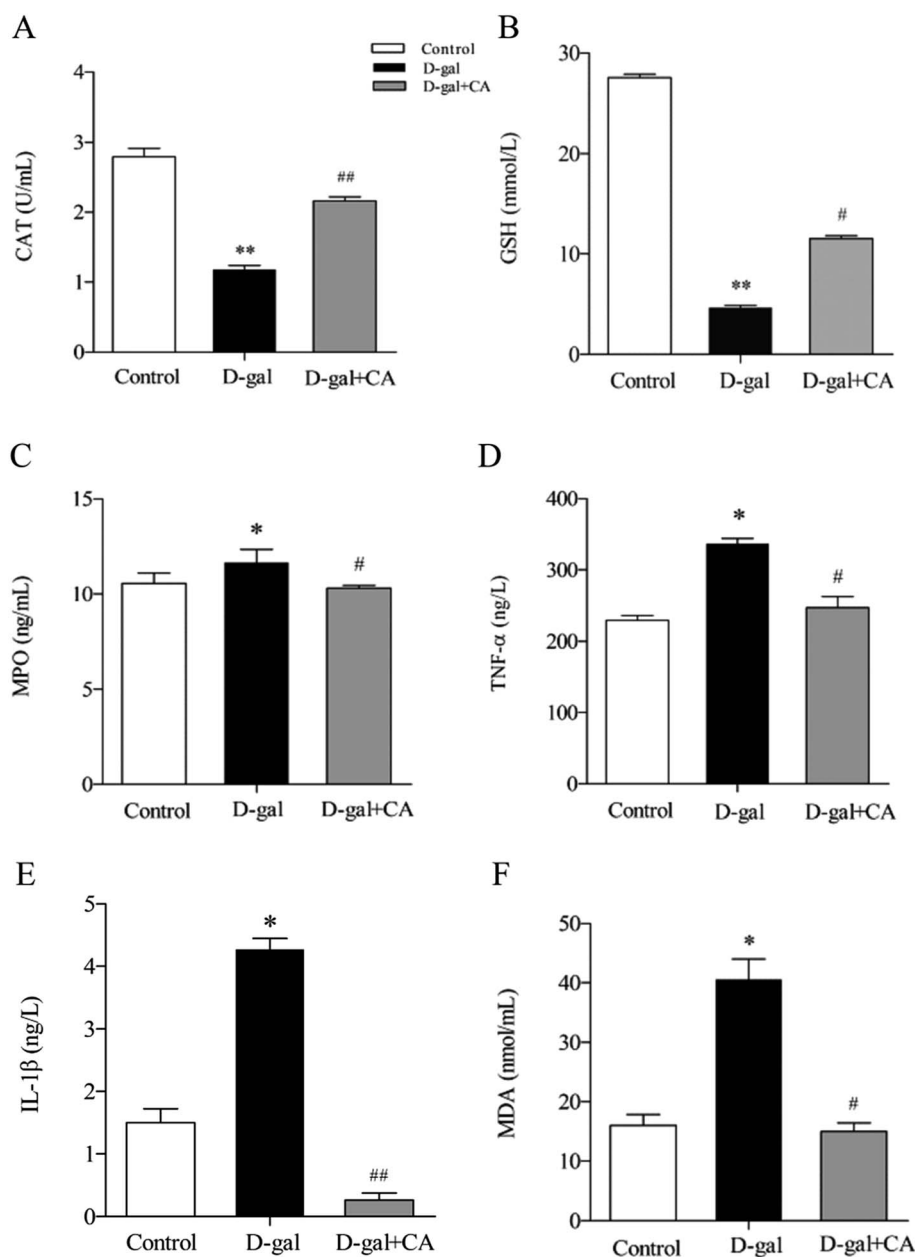 A
Control
D-gal
D-gal+CA
CAT (U/mL)
4
3
2
1
0
**
##
Control D-gal D-gal+CA
B
GSH (mmol/L)
30
20
10
0
**
#
Control D-gal D-gal+CA
C
MPO (ng/mL)
15
10
5
0
*
#
Control D-gal D-gal+CA
D
TNF-α (ng/L)
400
300
200
100
0
*
#
Control D-gal D-gal+CA
E
IL-1β (ng/L)
5
4
3
2
1
0
*
##
Control D-gal D-gal+CA
F
MDA (nmol/mL)
50
40
30
20
10
0
*
#
Control D-gal D-gal+CA